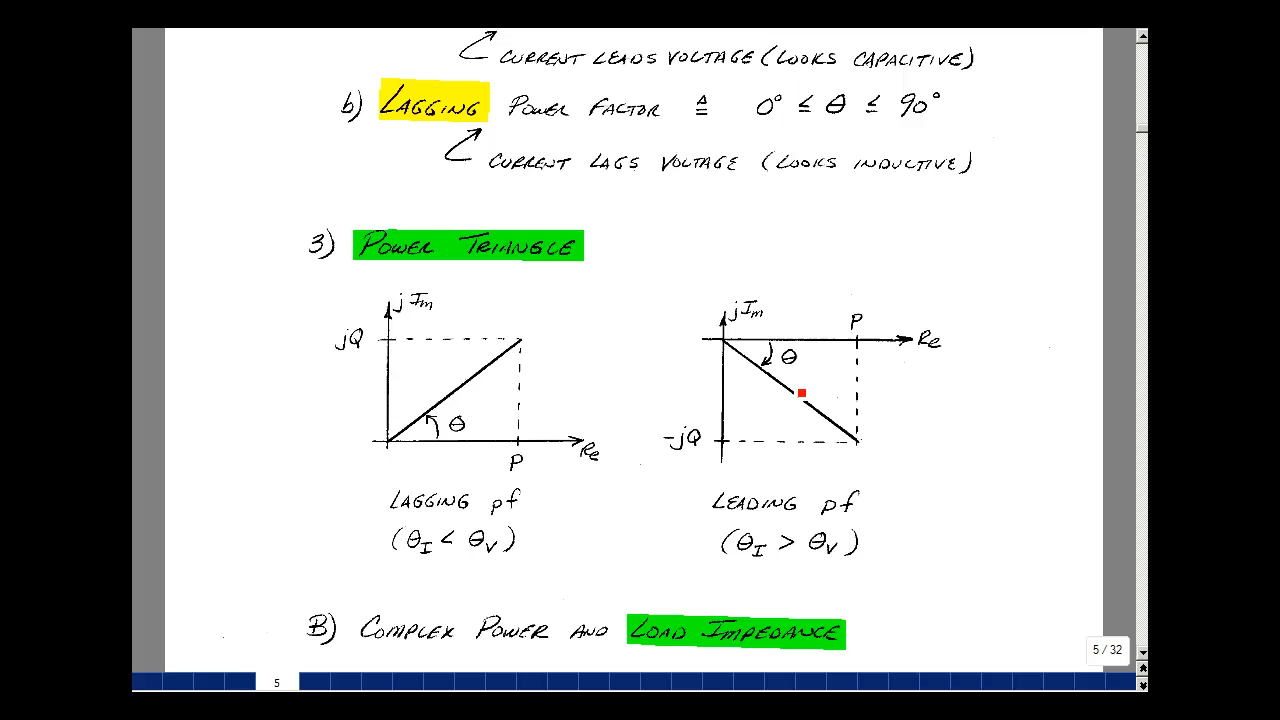 CURRENT LEADS VOLTAGE (LOOKS CAPACITIVE)
b) LAGGING POWER FACTOR ≜ 0° ≤ θ ≤ 90°
CURRENT LAGS VOLTAGE (LOOKS INDUCTIVE)
3) POWER TRIANGLE
j Im
jQ
θ
Re
P
LAGGING pf
(θI < θV)
jIm
P
Re
θ
-jQ
LEADING pf
(θI > θV)
B) COMPLEX POWER AND LOAD IMPEDANCE
5 / 32
5